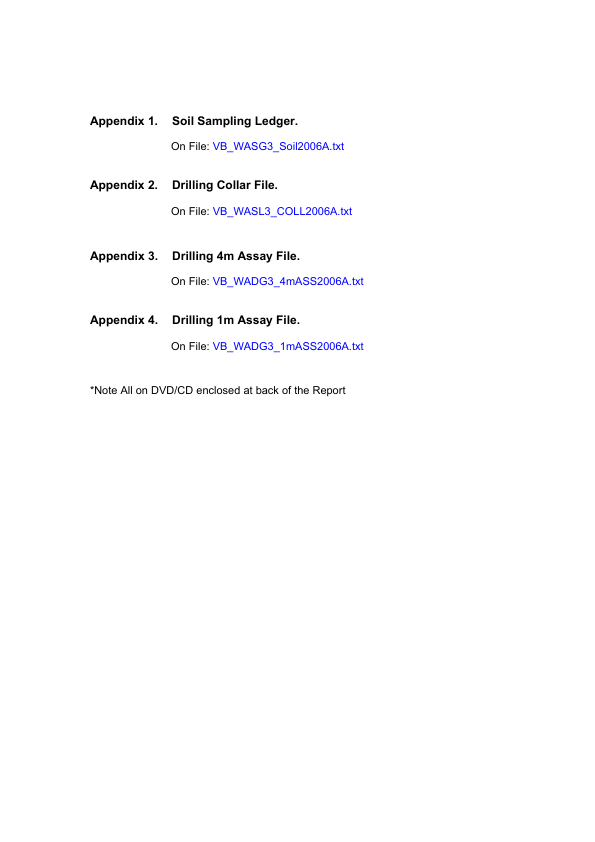 Appendix 1. Soil Sampling Ledger.
On File: VB_WASG3_Soil2006A.txt
Appendix 2. Drilling Collar File.
On File: VB_WASL3_COLL2006A.txt
Appendix 3. Drilling 4m Assay File.
On File: VB_WADG3_4mASS2006A.txt
Appendix 4. Drilling 1m Assay File.
On File: VB_WADG3_1mASS2006A.txt
*Note All on DVD/CD enclosed at back of the Report